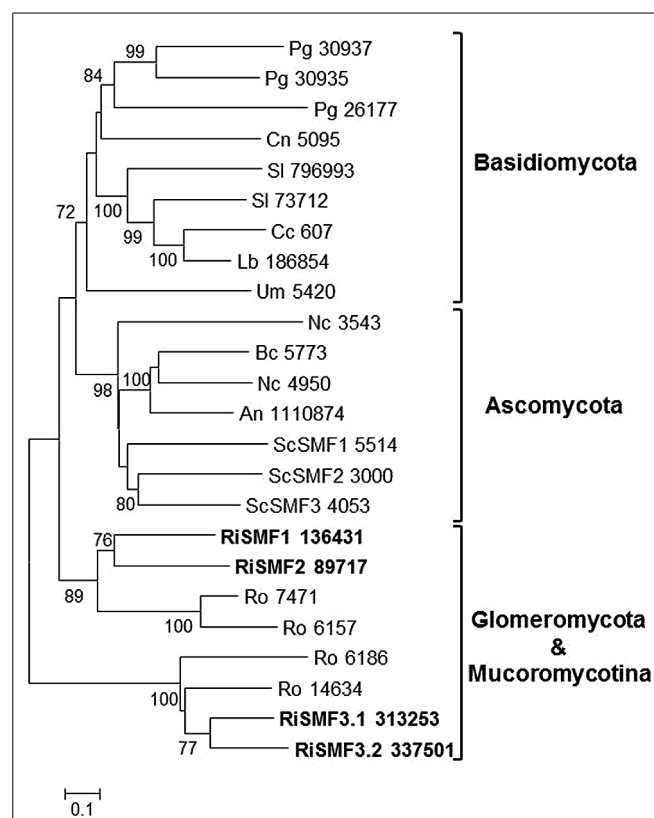 99
Pg 30937
84
Pg 30935
Pg 26177
Cn 5095
Sl 796993
Basidiomycota
100
Sl 73712
72
99
Cc 607
100
Lb 186854
Um 5420
Nc 3543
Bc 5773
100
98
Nc 4950
An 1110874
Ascomycota
ScSMF1 5514
ScSMF2 3000
80
ScSMF3 4053
76
RiSMF1 136431
RiSMF2 89717
89
Ro 7471
100
Ro 6157
Glomeromycota
&
Mucoromycotina
Ro 6186
100
Ro 14634
RiSMF3.1 313253
77
RiSMF3.2 337501
0.1